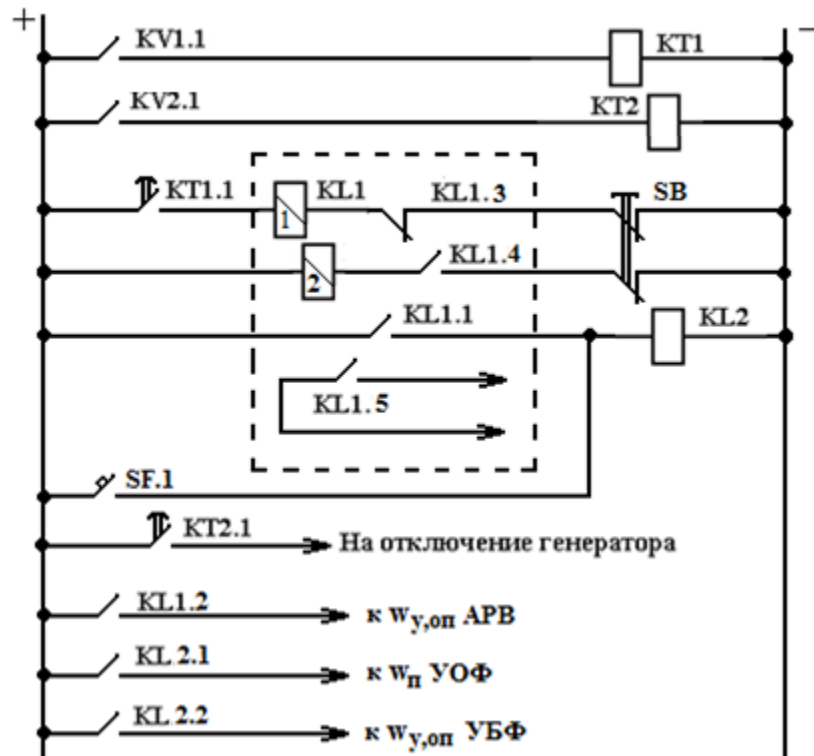 + −
KV1.1 KT1
KV2.1 KT2
KT1.1 KL1 KL1.3 SB
1
KL1.4
2
KL1.1 KL2
KL1.5
SF.1
KT2.1 На отключение генератора
KL1.2 к wу,оп АРВ
KL 2.1 к wп УОФ
KL 2.2 к wу,оп УБФ